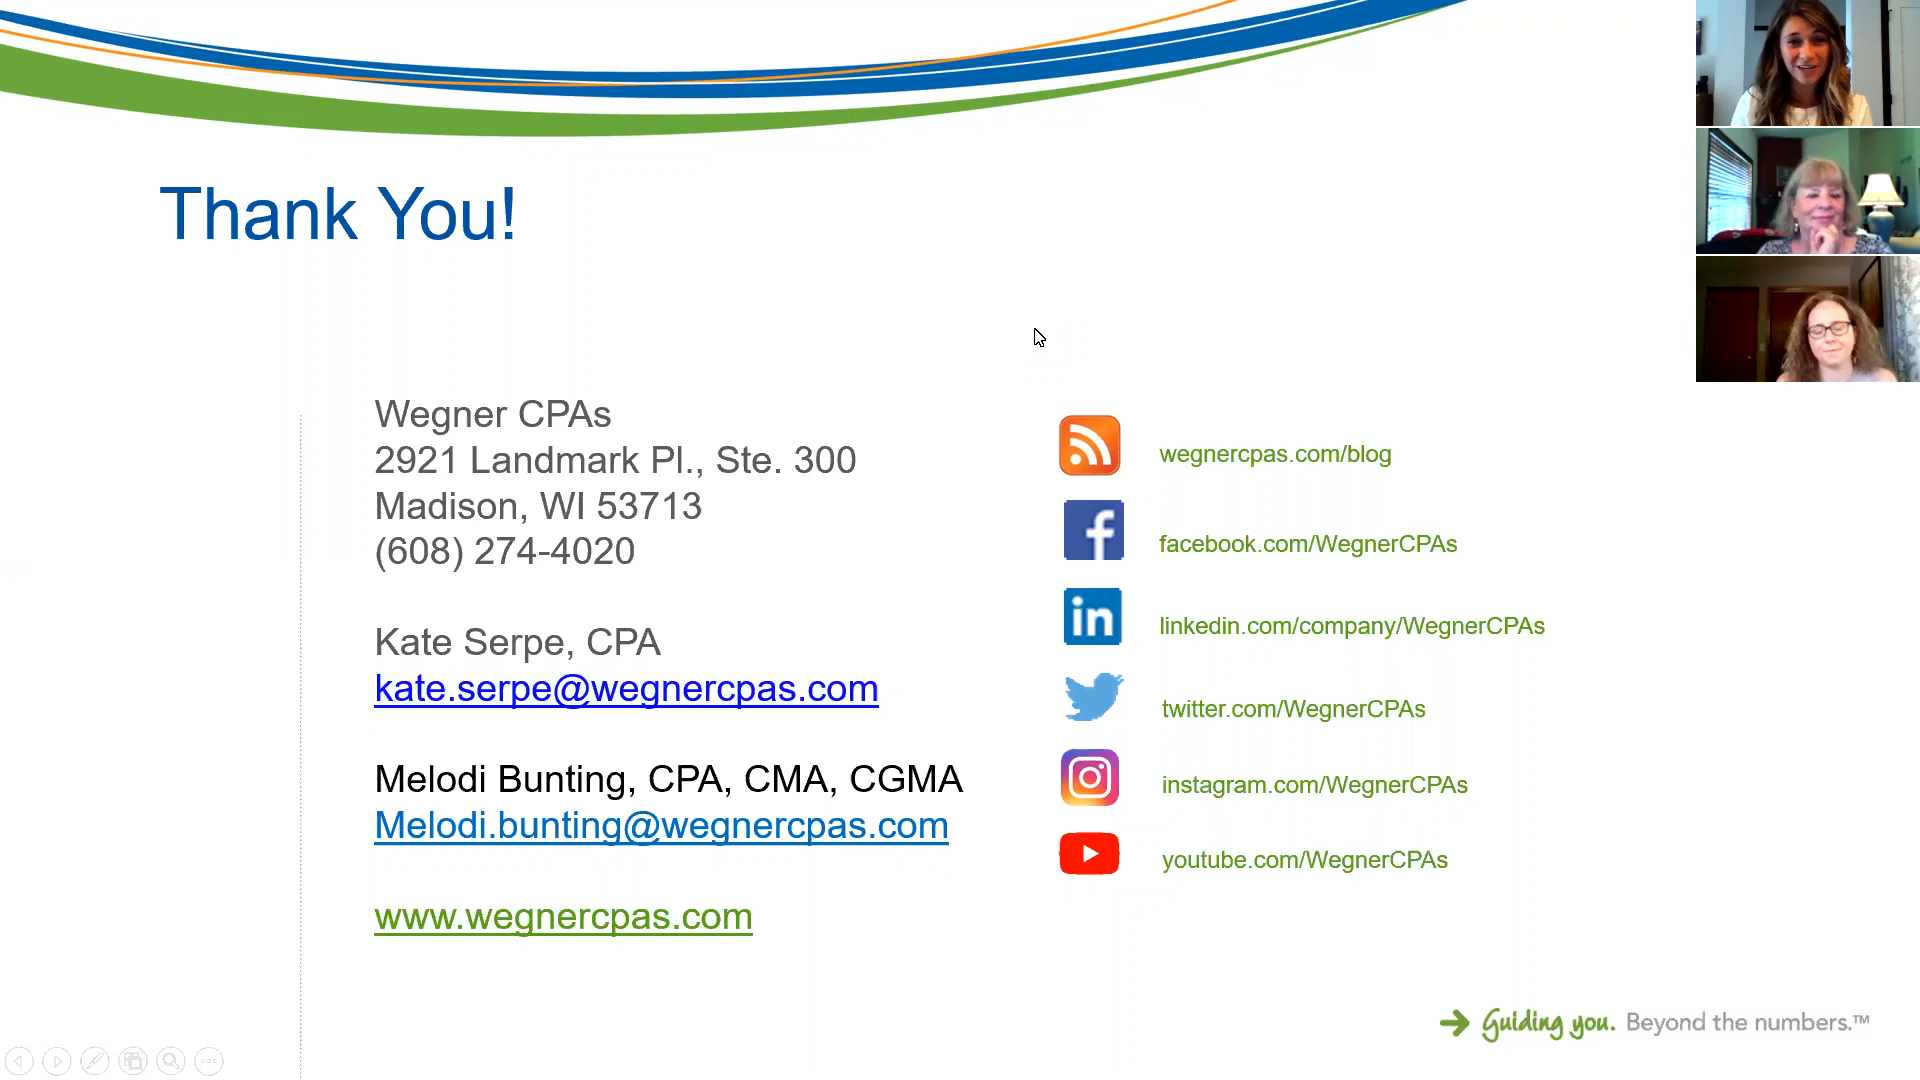 Thank You!
Wegner CPAs
2921 Landmark Pl., Ste. 300
Madison, WI 53713
(608) 274-4020
Kate Serpe, CPA
kate.serpe@wegnercpas.com
Melodi Bunting, CPA, CMA, CGMA
Melodi.bunting@wegnercpas.com
www.wegnercpas.com
wegnercpas.com/blog
facebook.com/WegnerCPAs
in
linkedin.com/company/WegnerCPAs
twitter.com/WegnerCPAs
instagram.com/WegnerCPAs
youtube.com/WegnerCPAs
Guiding you. Beyond the numbers.™